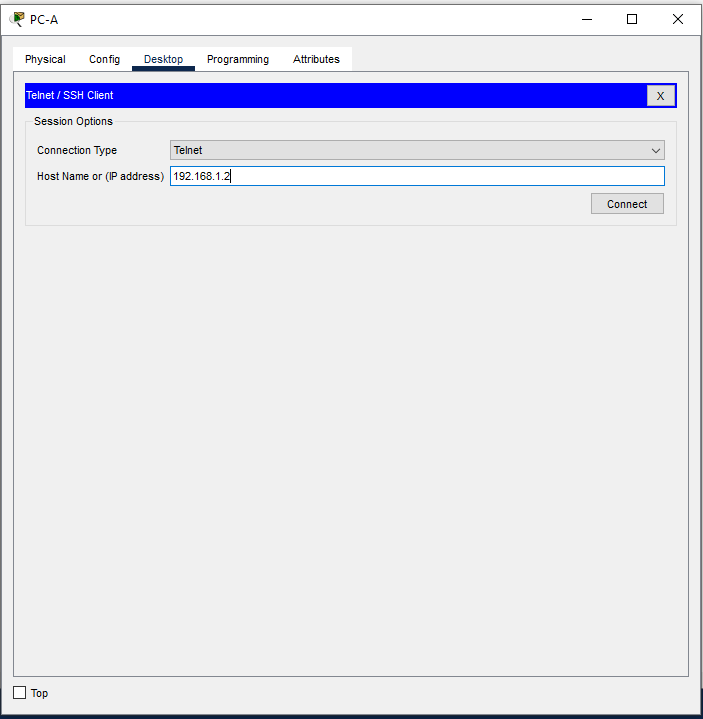 PC-A
Physical Config Desktop Programming Attributes
Telnet / SSH Client X
Session Options
Connection Type Telnet
Host Name or (IP address) 192.168.1.2
Connect
Top